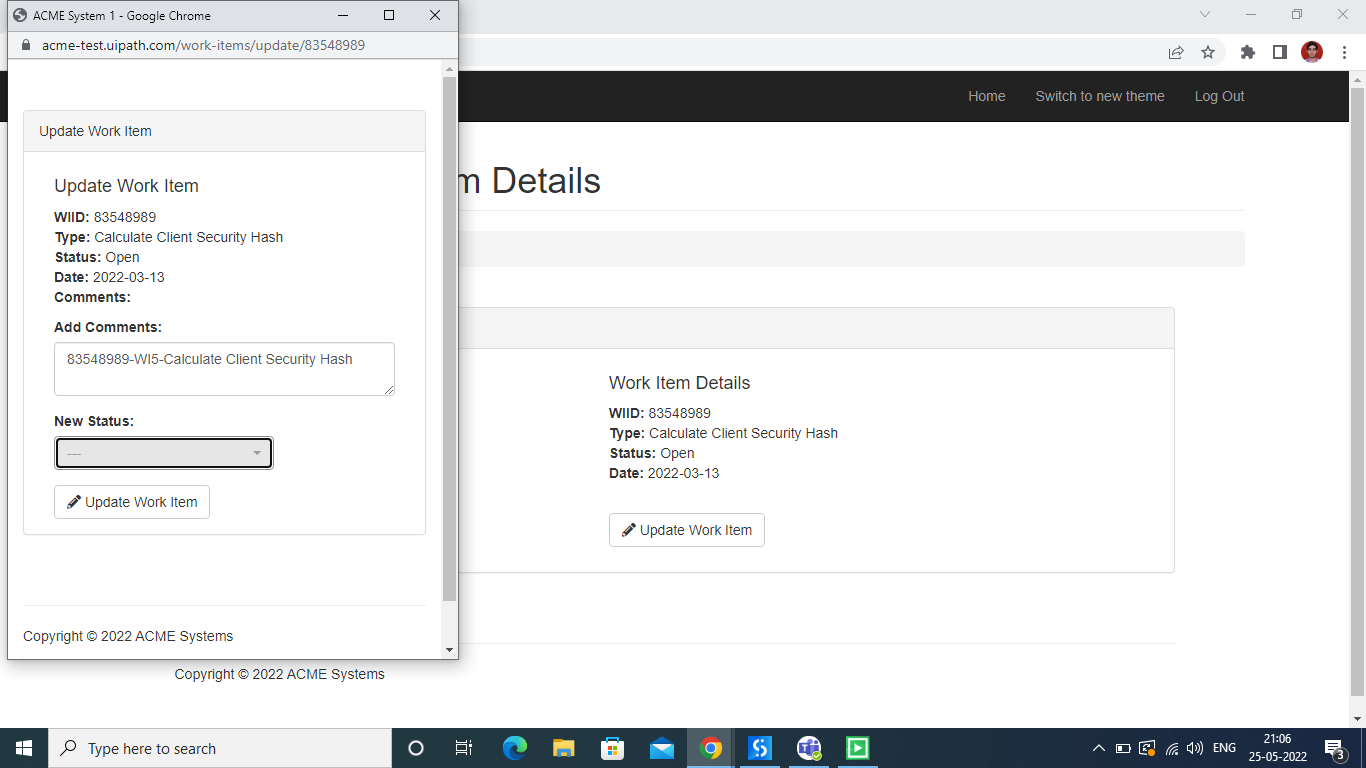 ACME System 1 - Google Chrome
acme-test.uipath.com/work-items/update/83548989
Home Switch to new theme Log Out
Update Work Item
Update Work Item
WIID: 83548989
Type: Calculate Client Security Hash
Status: Open
Date: 2022-03-13
Comments:
Add Comments:
83548989-WI5-Calculate Client Security Hash
New Status:
---
Update Work Item
Copyright © 2022 ACME Systems
m Details
Work Item Details
WIID: 83548989
Type: Calculate Client Security Hash
Status: Open
Date: 2022-03-13
Update Work Item
Copyright © 2022 ACME Systems
Type here to search
ENG
21:06
25-05-2022
3